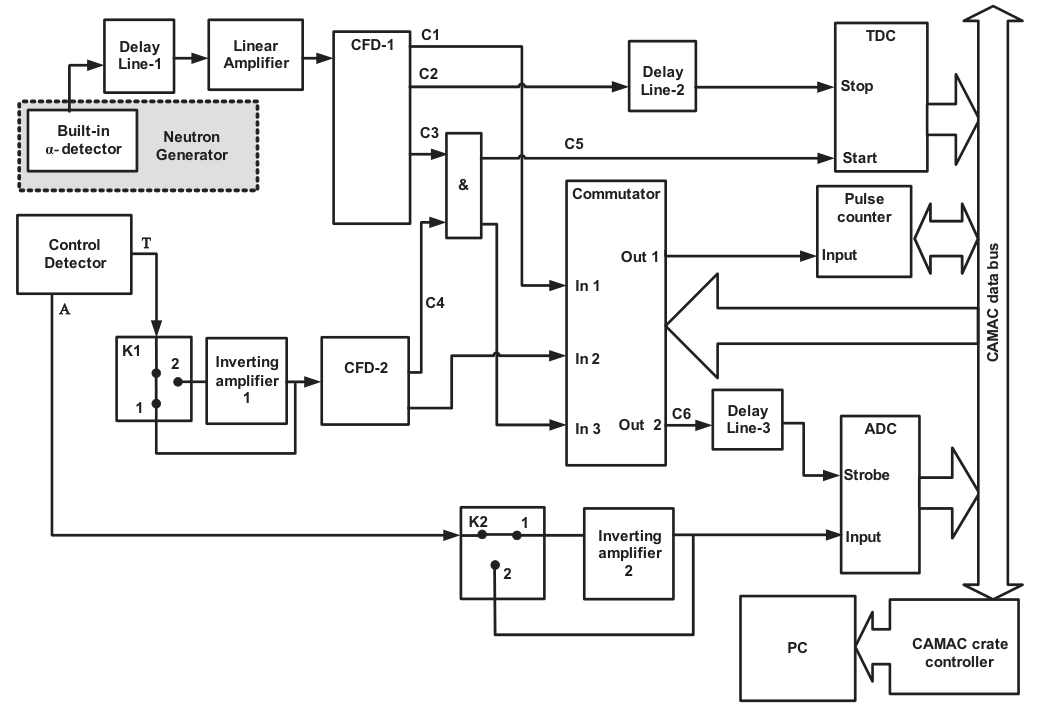 Delay
Line-1
Linear
Amplifier
CFD-1
C1
C2
C3
Delay
Line-2
TDC
Stop
Start
Built-in
α- detector
Neutron
Generator
&
C5
Commutator
Out 1
In 1
In 2
In 3
Out 2
Pulse
counter
Input
CAMAC data bus
Control
Detector
T
A
C4
K1
2
1
Inverting
amplifier
1
CFD-2
C6
Delay
Line-3
ADC
Strobe
Input
K2
1
2
Inverting
amplifier
2
PC
CAMAC crate
controller